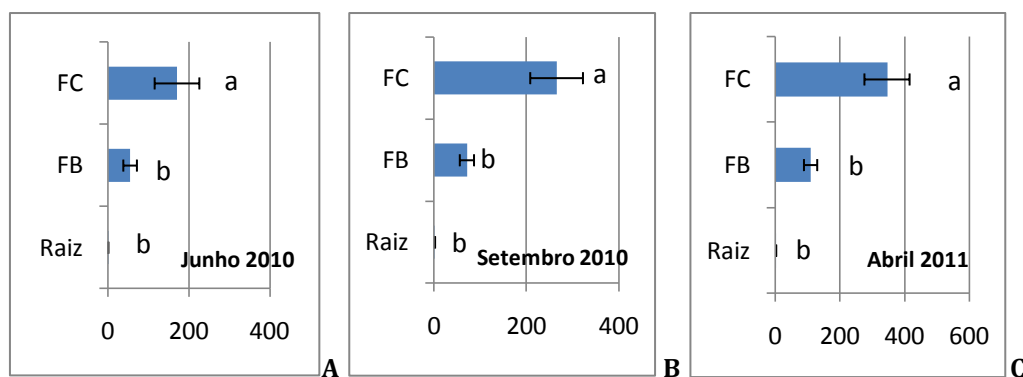 FC a
FB b
Raiz b
Junho 2010
0 200 400
A
FC a
FB b
Raiz b
Setembro 2010
0 200 400
B
FC a
FB b
Raiz b
Abril 2011
0 200 400 600
C